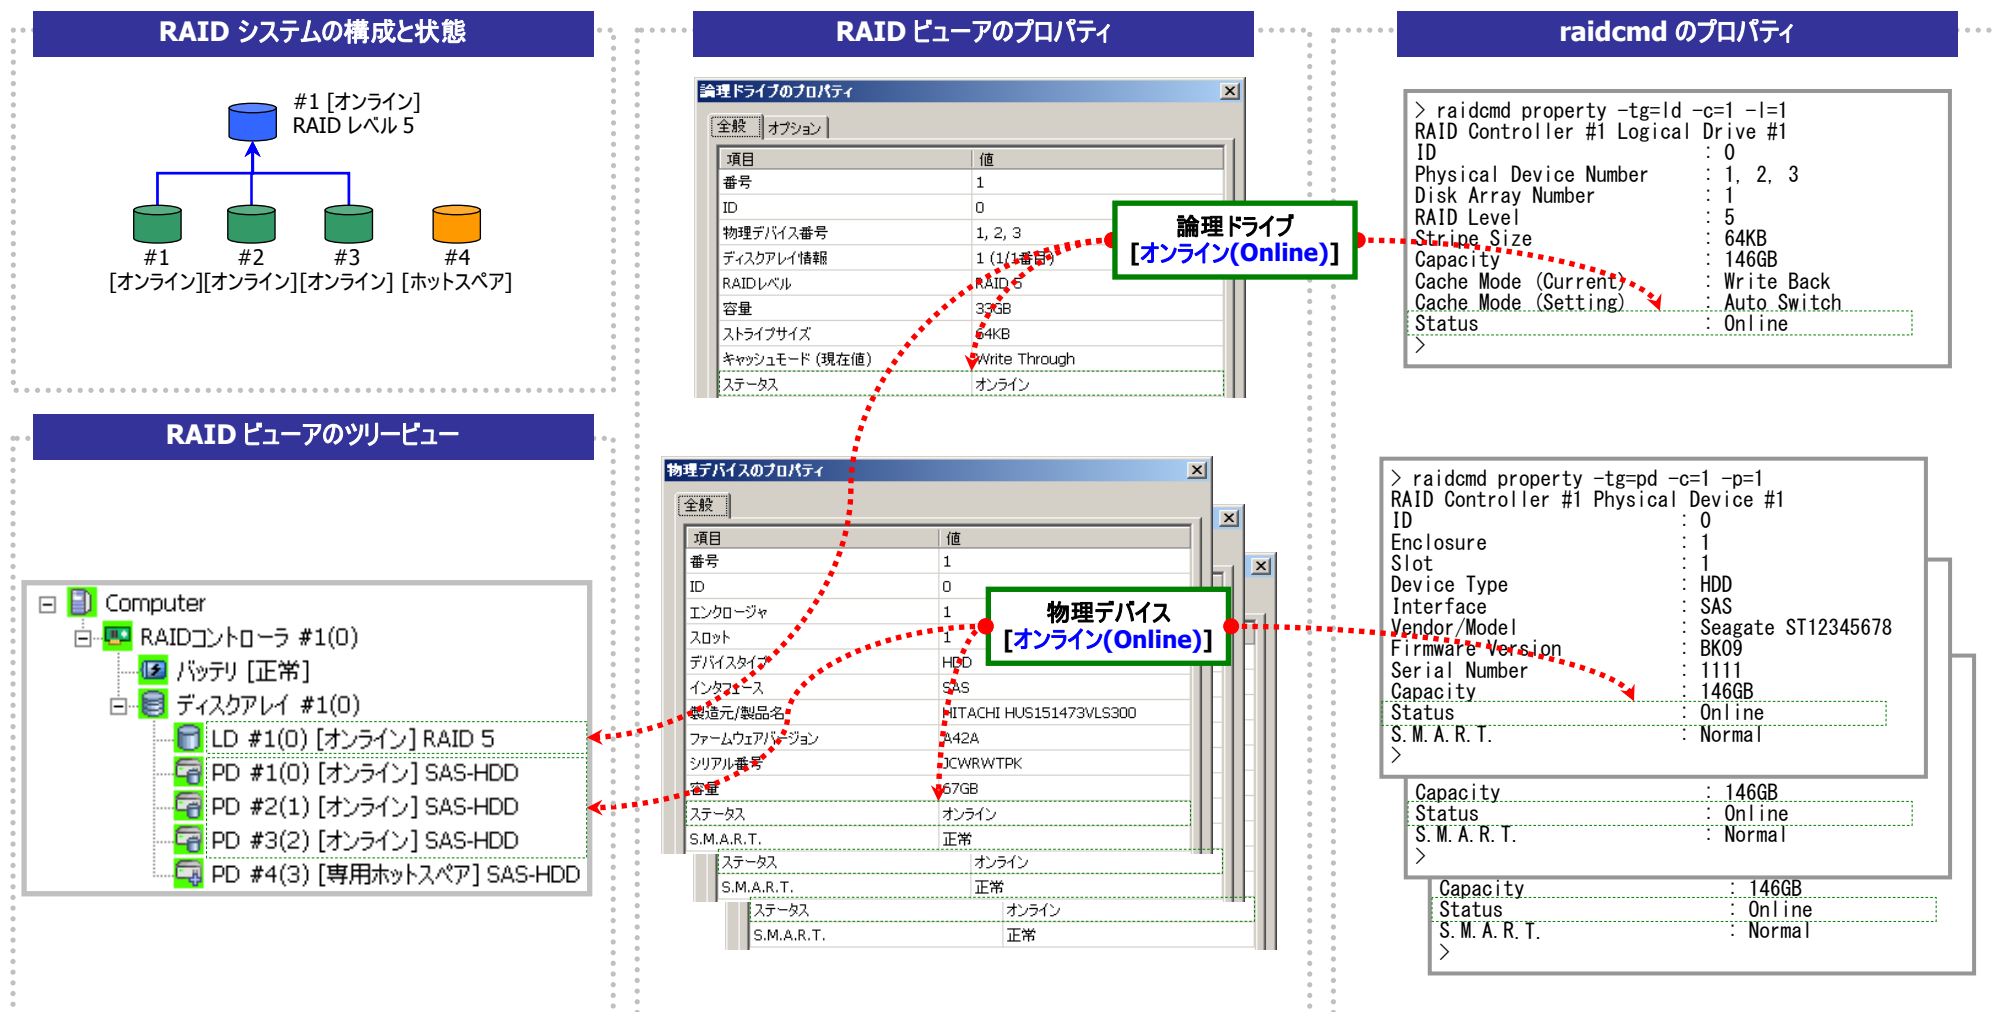 RAID システムの構成と状態
#1 [オンライン]
RAID レベル 5
#1 #2 #3 #4
[オンライン][オンライン][オンライン] [ホットスペア]
RAID ビューアのツリービュー
Computer
RAIDコントローラ #1(0)
バッテリ [正常]
ディスクアレイ #1(0)
LD #1(0) [オンライン] RAID 5
PD #1(0) [オンライン] SAS-HDD
PD #2(1) [オンライン] SAS-HDD
PD #3(2) [オンライン] SAS-HDD
PD #4(3) [専用ホットスペア] SAS-HDD
RAID ビューアのプロパティ
論理ドライブのプロパティ
全般 オプション
項目 値
番号 1
ID 0
物理デバイス番号 1, 2, 3
ディスクアレイ情報 1 (1/1番目)
RAIDレベル RAID 5
容量 33GB
ストライプサイズ 64KB
キャッシュモード (現在値) Write Through
ステータス オンライン
論理ドライブ
[オンライン(Online)]
物理デバイスのプロパティ
全般
項目 値
番号 1
ID 0
エンクロージャ 1
スロット 1
デバイスタイプ HDD
インタフェース SAS
製造元/製品名 HITACHI HUS151473VLS300
ファームウェアバージョン A42A
シリアル番号 JCWRWTPK
容量 67GB
ステータス オンライン
S.M.A.R.T. 正常
ステータス オンライン
S.M.A.R.T. 正常
ステータス オンライン
S.M.A.R.T. 正常
物理デバイス
[オンライン(Online)]
raidcmd のプロパティ
> raidcmd property -tg=ld -c=1 -l=1
RAID Controller #1 Logical Drive #1
ID : 0
Physical Device Number : 1, 2, 3
Disk Array Number : 1
RAID Level : 5
Stripe Size : 64KB
Capacity : 146GB
Cache Mode (Current) : Write Back
Cache Mode (Setting) : Auto Switch
Status : Online
>
> raidcmd property -tg=pd -c=1 -p=1
RAID Controller #1 Physical Device #1
ID : 0
Enclosure : 1
Slot : 1
Device Type : HDD
Interface : SAS
Vendor/Model : Seagate ST12345678
Firmware Version : BK09
Serial Number : 1111
Capacity : 146GB
Status : Online
S.M.A.R.T. : Normal
>
Capacity : 146GB
Status : Online
S.M.A.R.T. : Normal
>
Capacity : 146GB
Status : Online
S.M.A.R.T. : Normal
>